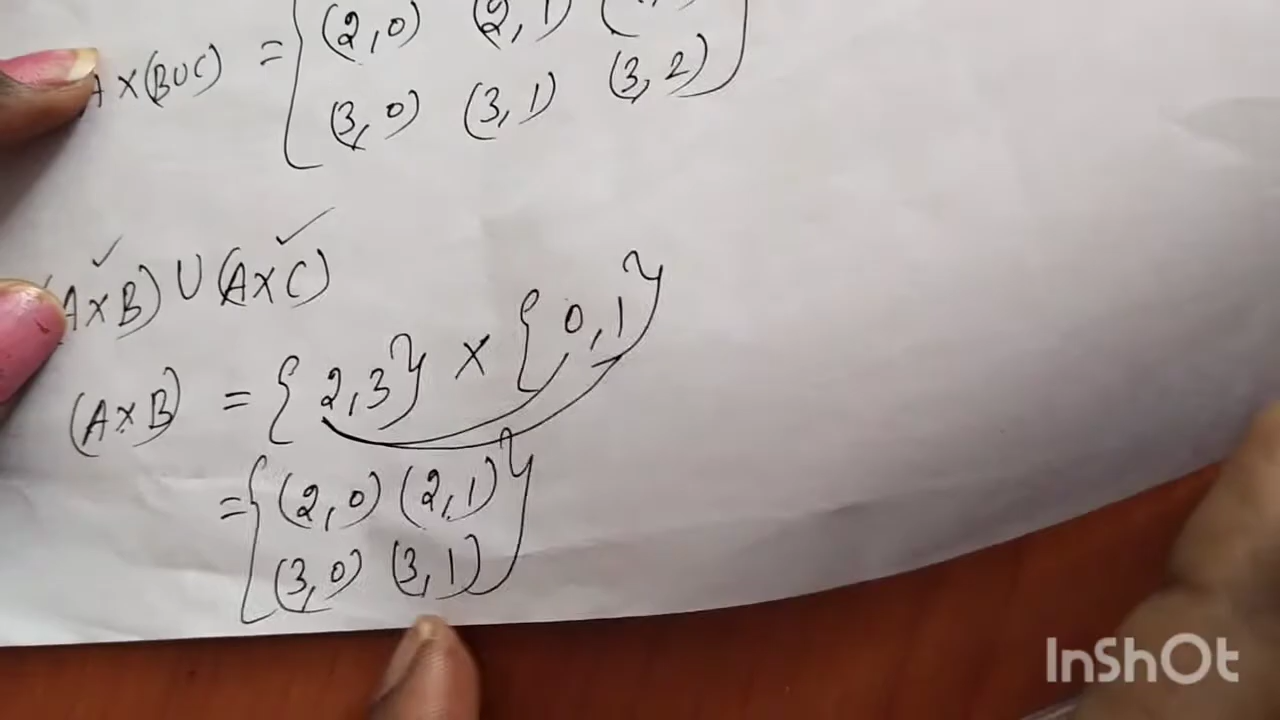 (2,0) (2,1)
A×(B∪C) = { (3,0) (3,1) (3,2) }
(A×B) ∪ (A×C)
(A×B) = {2,3} × {0,1}
= { (2,0) (2,1) }
(3,0) (3,1)
InShOt